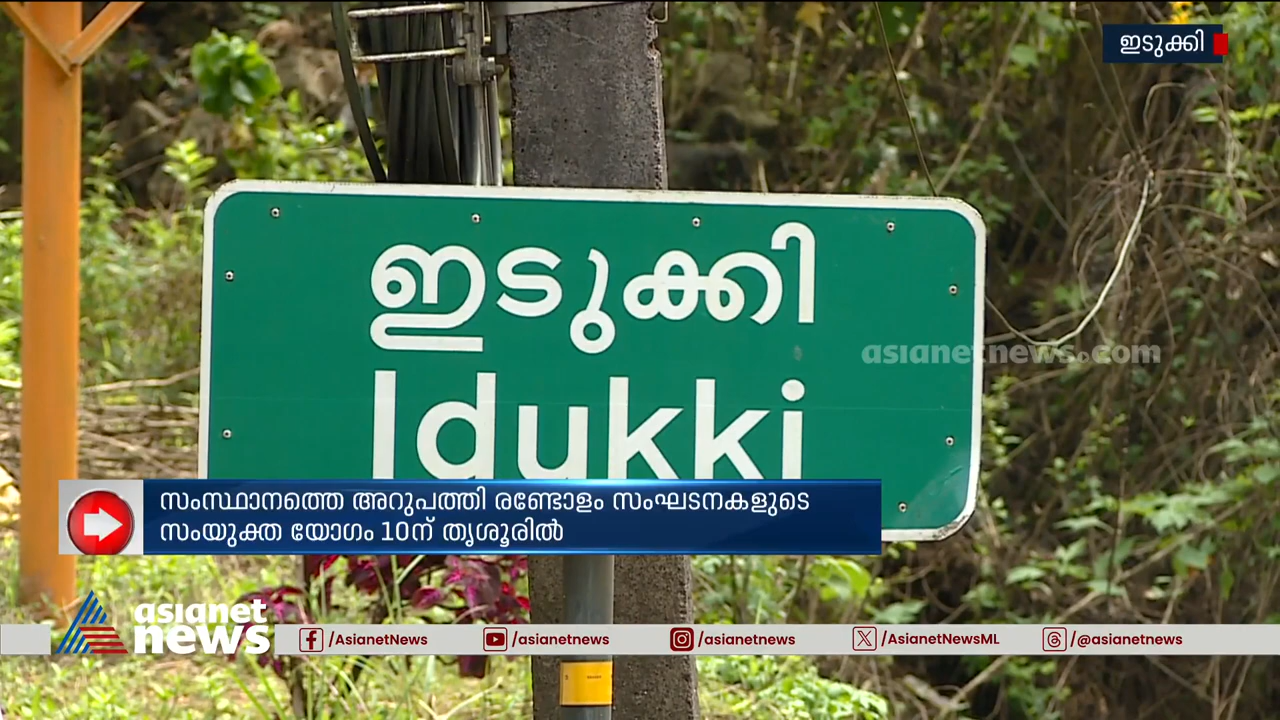 ഇടുക്കി
ഇടുക്കി
Idukki
asianetnews.com
സംസ്ഥാനത്തെ അറുപത്തി രണ്ടോളം സംഘടനകളുടെ
സംയുക്ത യോഗം 10ന് തൃശൂരിൽ
asianet
news
/AsianetNews
/asianetnews
/asianetnews
/AsianetNewsML
/@asianetnews